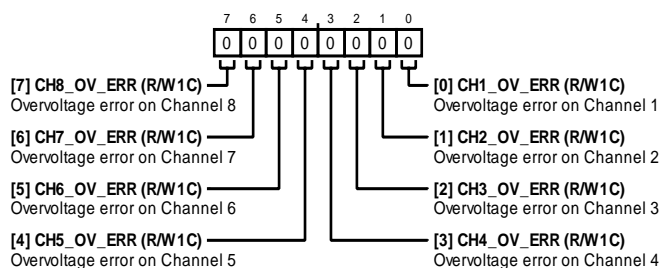 7 6 5 4 3 2 1 0
0 0 0 0 0 0 0 0
[7] CH8_OV_ERR (R/W1C)
Overvoltage error on Channel 8
[0] CH1_OV_ERR (R/W1C)
Overvoltage error on Channel 1
[6] CH7_OV_ERR (R/W1C)
Overvoltage error on Channel 7
[1] CH2_OV_ERR (R/W1C)
Overvoltage error on Channel 2
[5] CH6_OV_ERR (R/W1C)
Overvoltage error on Channel 6
[2] CH3_OV_ERR (R/W1C)
Overvoltage error on Channel 3
[4] CH5_OV_ERR (R/W1C)
Overvoltage error on Channel 5
[3] CH4_OV_ERR (R/W1C)
Overvoltage error on Channel 4